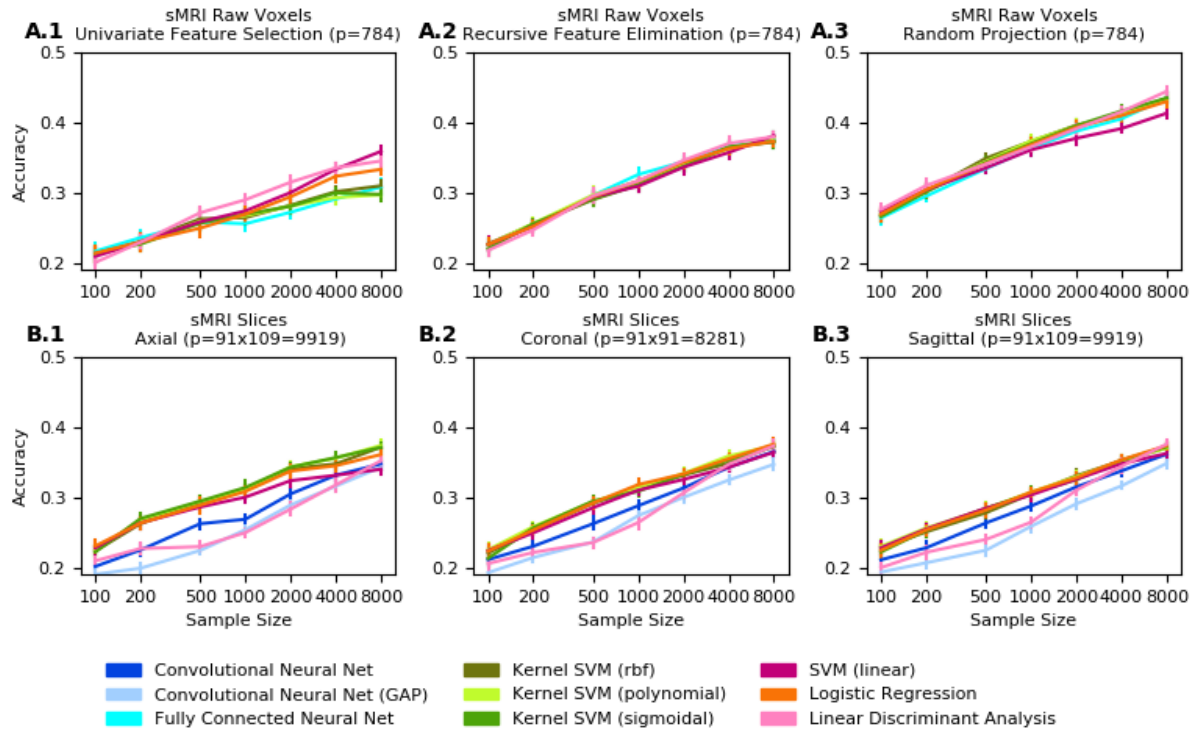 A.1
sMRI Raw Voxels
Univariate Feature Selection (p=784)
0.5
0.4
0.3
0.2
Accuracy
100 200 500 1000 2000 4000 8000
A.2
sMRI Raw Voxels
Recursive Feature Elimination (p=784)
0.5
0.4
0.3
0.2
100 200 500 1000 2000 4000 8000
A.3
sMRI Raw Voxels
Random Projection (p=784)
0.5
0.4
0.3
0.2
100 200 500 1000 2000 4000 8000
B.1
sMRI Slices
Axial (p=91x109=9919)
0.5
0.4
0.3
0.2
Accuracy
100 200 500 1000 2000 4000 8000
Sample Size
B.2
sMRI Slices
Coronal (p=91x91=8281)
0.5
0.4
0.3
0.2
100 200 500 1000 2000 4000 8000
Sample Size
B.3
sMRI Slices
Sagittal (p=91x109=9919)
0.5
0.4
0.3
0.2
100 200 500 1000 2000 4000 8000
Sample Size
Convolutional Neural Net
Convolutional Neural Net (GAP)
Fully Connected Neural Net
Kernel SVM (rbf)
Kernel SVM (polynomial)
Kernel SVM (sigmoidal)
SVM (linear)
Logistic Regression
Linear Discriminant Analysis